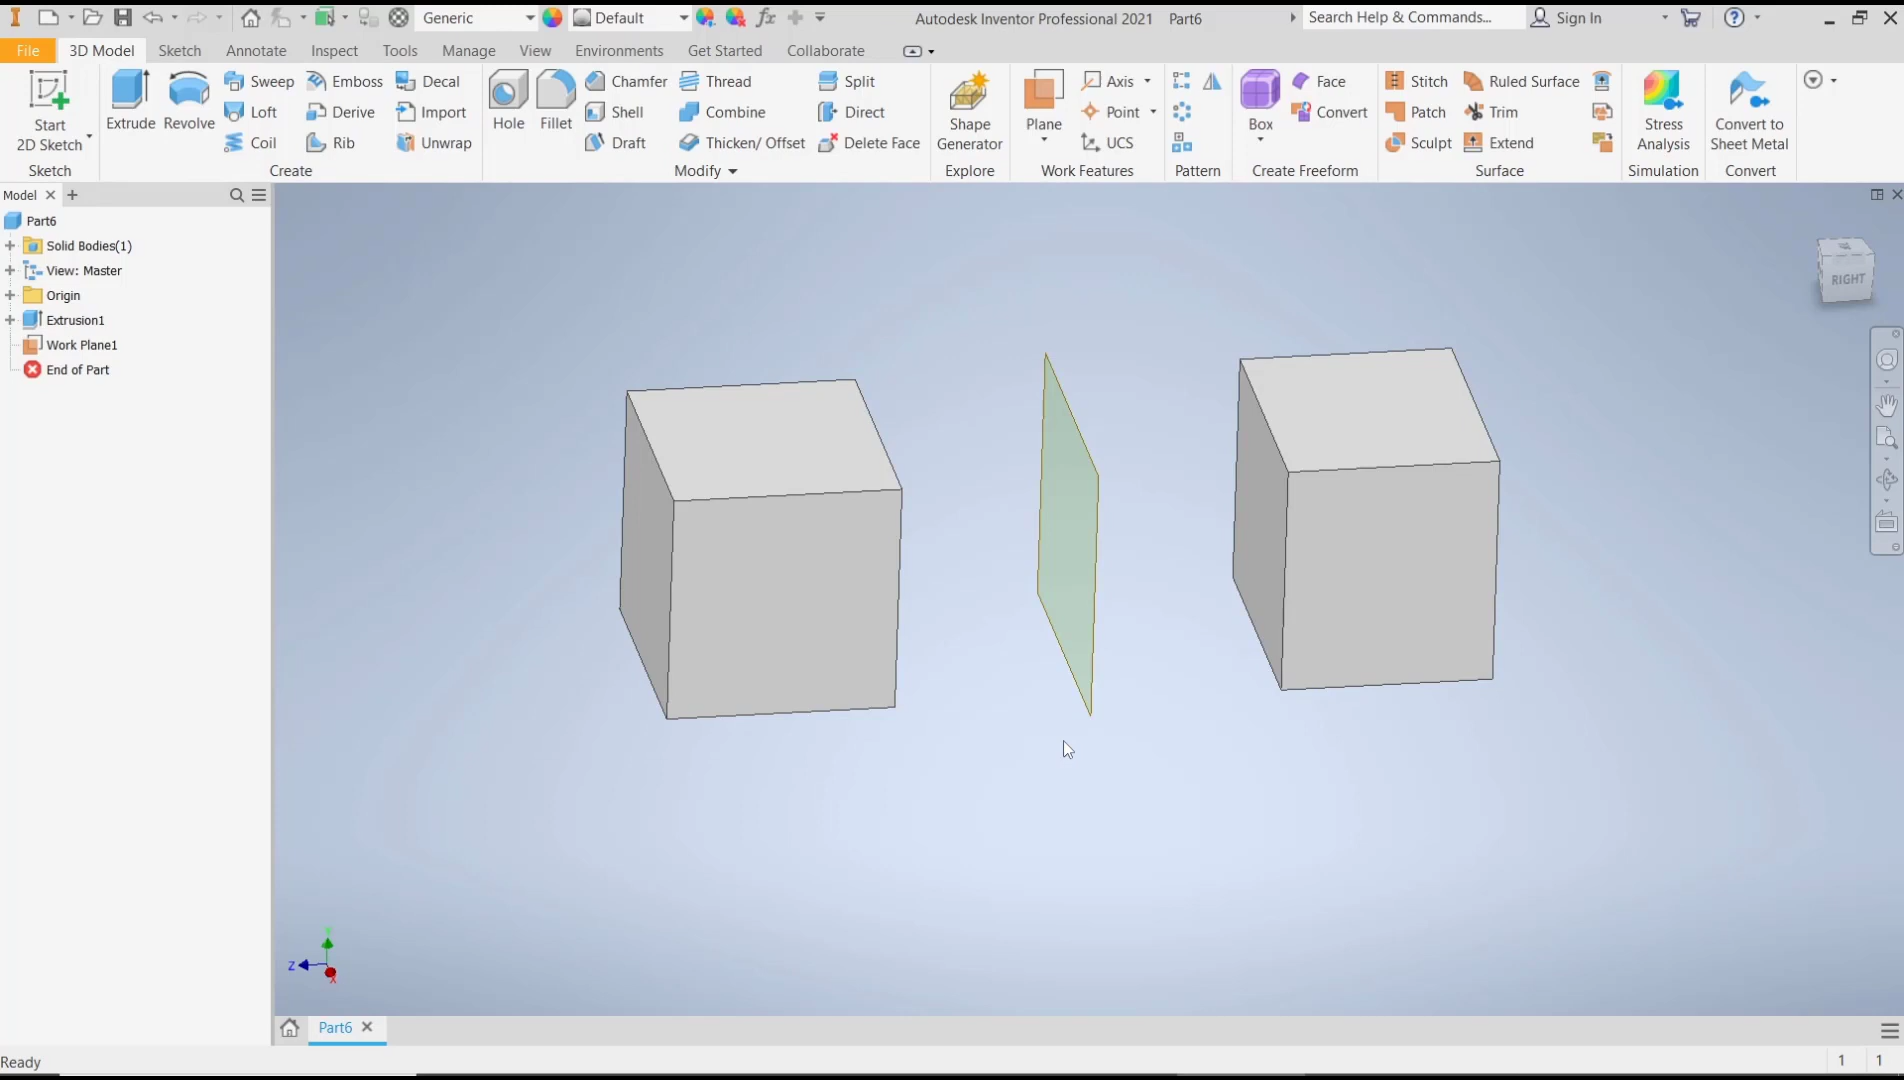 Generic Default Autodesk Inventor Professional 2021 Part6 Search Help & Commands... Sign In
File 3D Model Sketch Annotate Inspect Tools Manage View Environments Get Started Collaborate
Start 2D Sketch
Sketch
Extrude Revolve
Sweep Emboss Decal
Loft Derive Import
Coil Rib Unwrap
Create
Hole Fillet
Chamfer Thread Split
Shell Combine Direct
Draft Thicken/ Offset Delete Face
Modify
Shape Generator
Explore
Plane
Axis
Point
UCS
Work Features
Pattern
Box
Face
Convert
Create Freeform
Stitch Ruled Surface
Patch Trim
Sculpt Extend
Surface
Stress Analysis
Simulation
Convert to Sheet Metal
Convert
Model
Part6
Solid Bodies(1)
View: Master
Origin
Extrusion1
Work Plane1
End of Part
RIGHT
Z
X
Part6
Ready 1 1